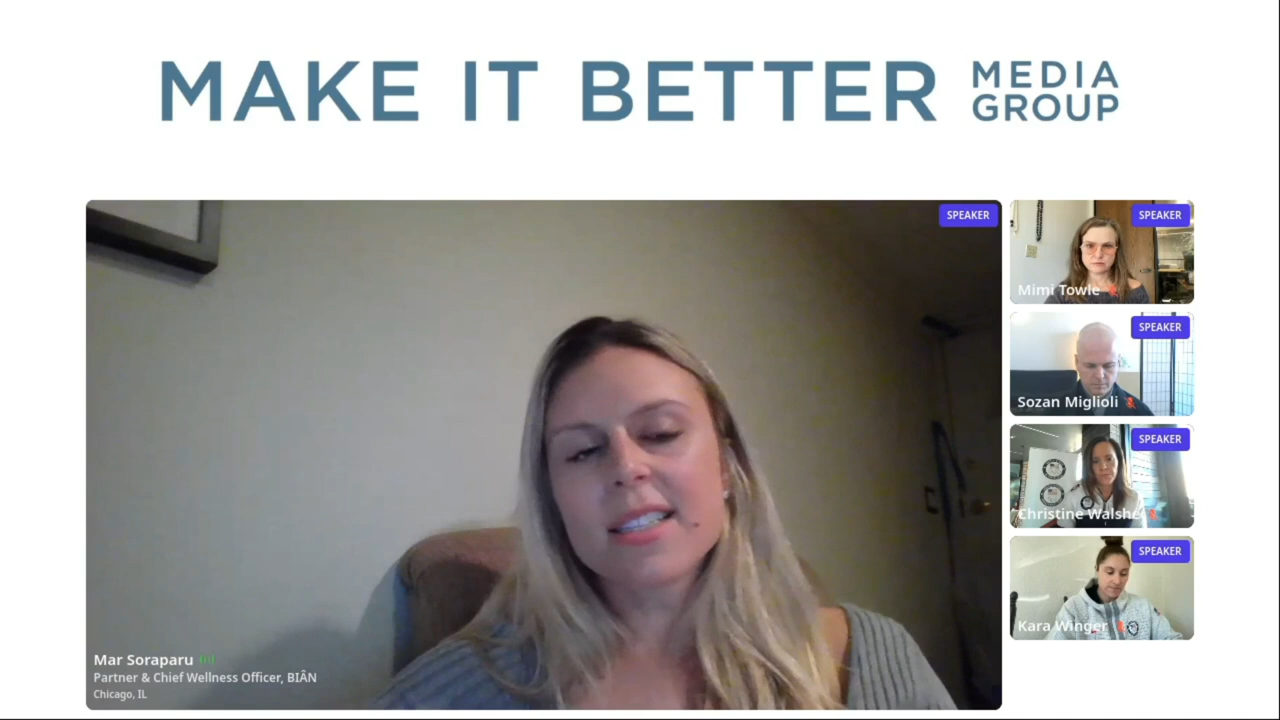 MAKE IT BETTER
MEDIA
GROUP
SPEAKER
Mar Soraparu
Partner & Chief Wellness Officer, BIÂN
Chicago, IL
SPEAKER
Mimi Towle
SPEAKER
Sozan Miglioli
SPEAKER
Christine Walshe
SPEAKER
Kara Winger